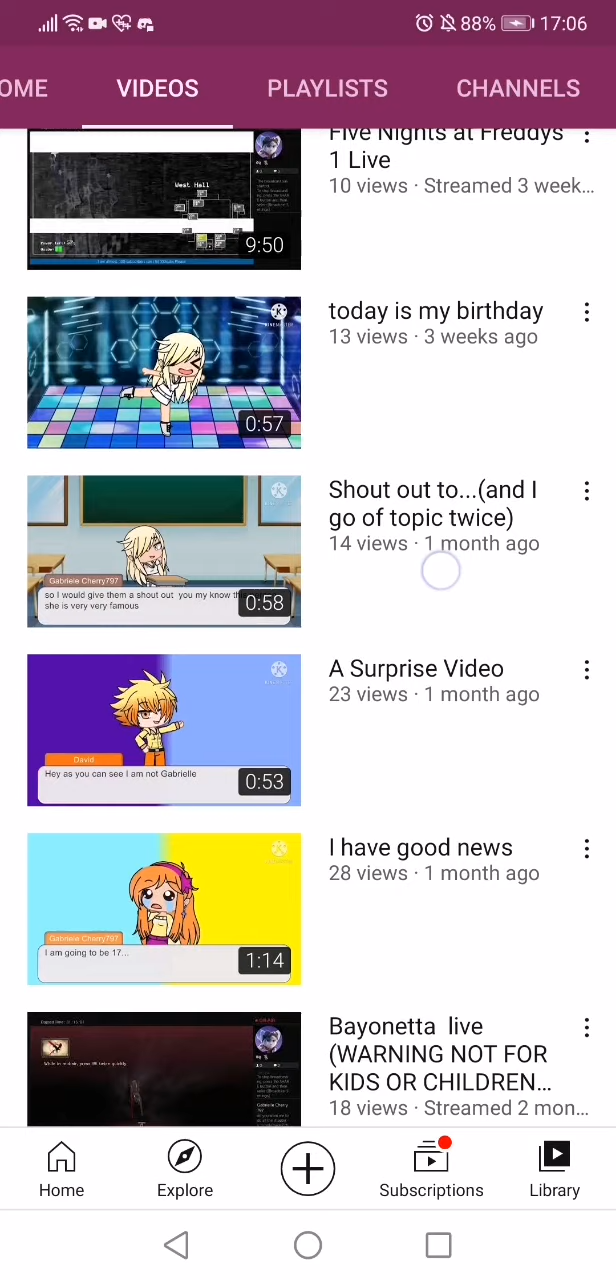 88% 17:06
OME VIDEOS PLAYLISTS CHANNELS
Five Nights at Freddys
1 Live
10 views · Streamed 3 week...
West Hall
9:50
today is my birthday
13 views · 3 weeks ago
0:57
Shout out to...(and I
go of topic twice)
14 views · 1 month ago
Gabriele Cherry797
so I would give them a shout out you my know
she is very very famous
0:58
A Surprise Video
23 views · 1 month ago
David
Hey as you can see I am not Gabrielle
0:53
I have good news
28 views · 1 month ago
Gabriele Cherry797
I am going to be 17...
1:14
Bayonetta live
(WARNING NOT FOR
KIDS OR CHILDREN...
18 views · Streamed 2 mon...
Home Explore Subscriptions Library